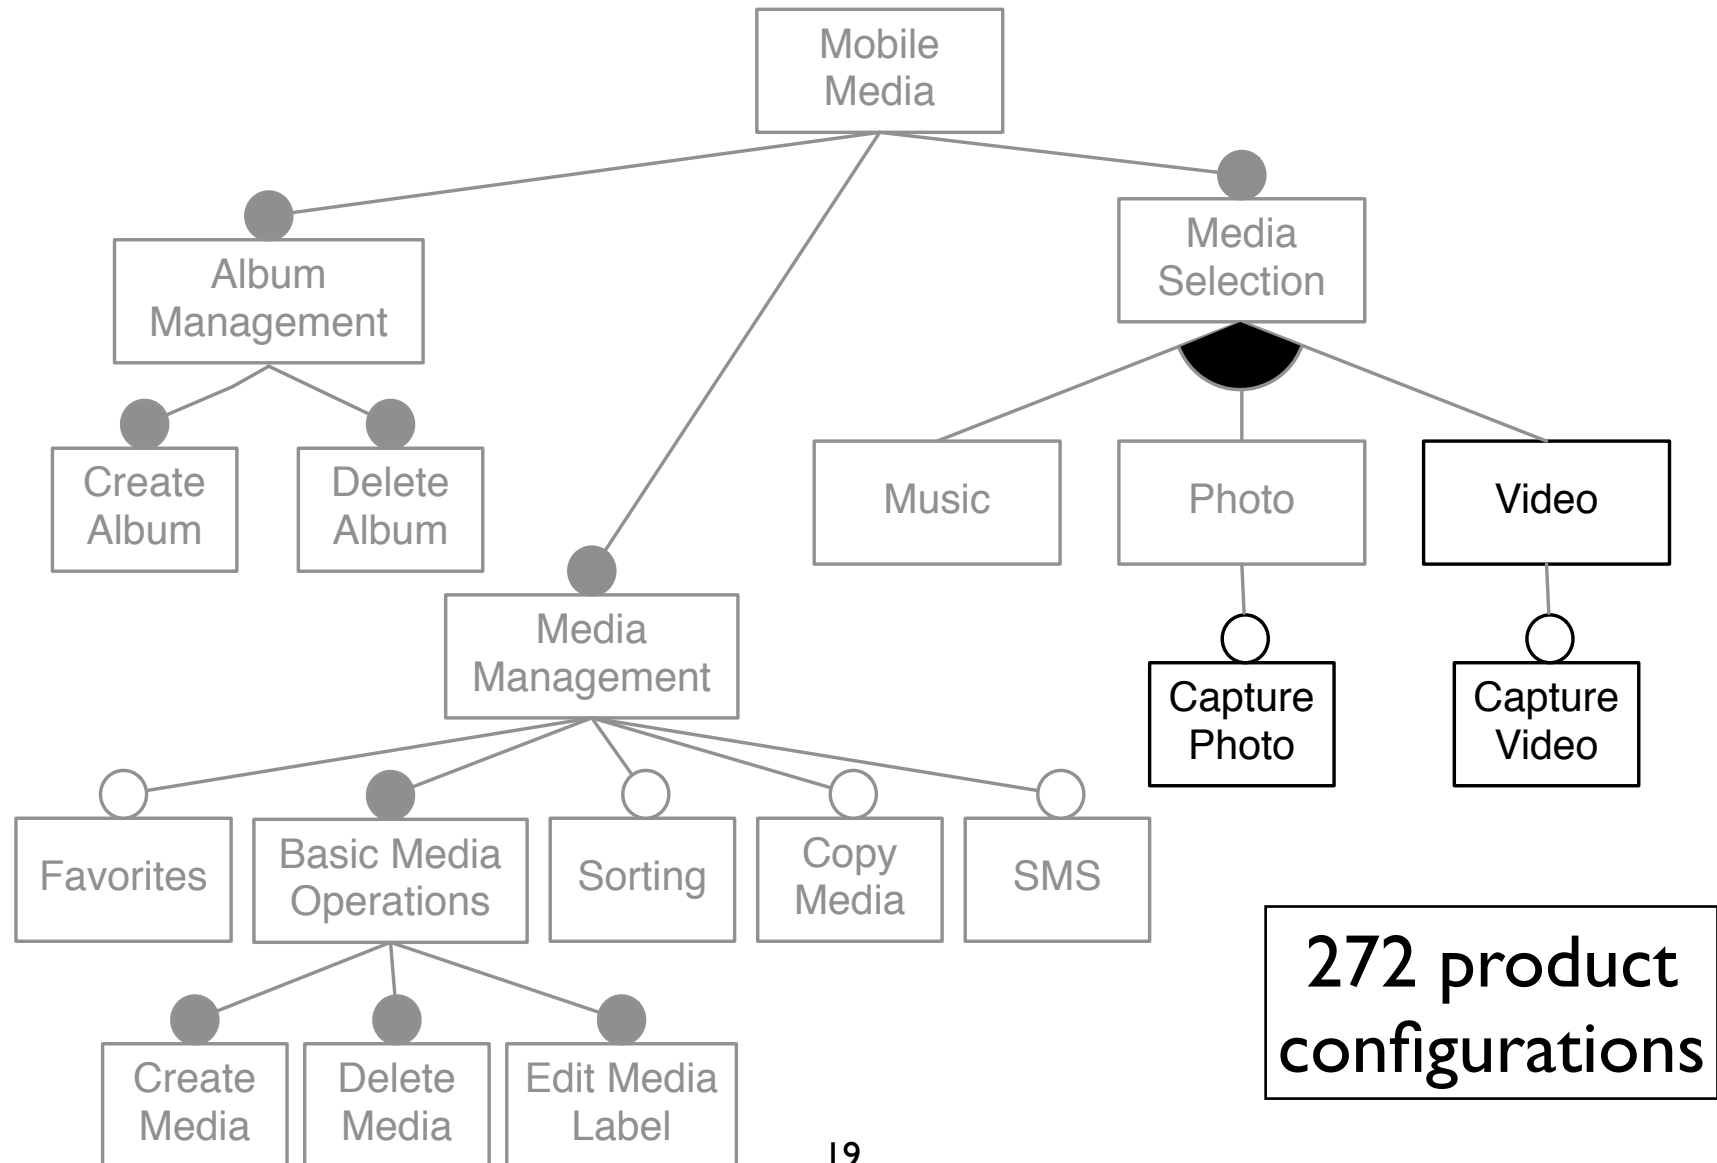 Mobile
Media
Album
Management
Media
Selection
Create
Album
Delete
Album
Music
Photo
Video
Media
Management
Capture
Photo
Capture
Video
Favorites
Basic Media
Operations
Sorting
Copy
Media
SMS
272 product
configurations
Create
Media
Delete
Media
Edit Media
Label
19